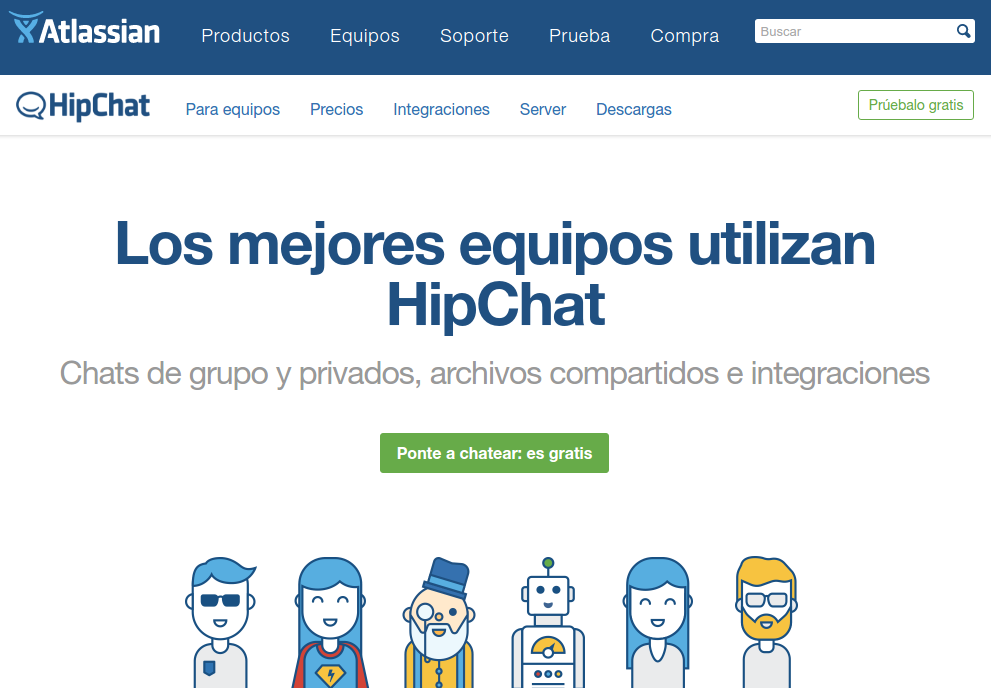 Atlassian Productos Equipos Soporte Prueba Compra Buscar
HipChat Para equipos Precios Integraciones Server Descargas Prúebalo gratis
Los mejores equipos utilizan
HipChat
Chats de grupo y privados, archivos compartidos e integraciones
Ponte a chatear: es gratis